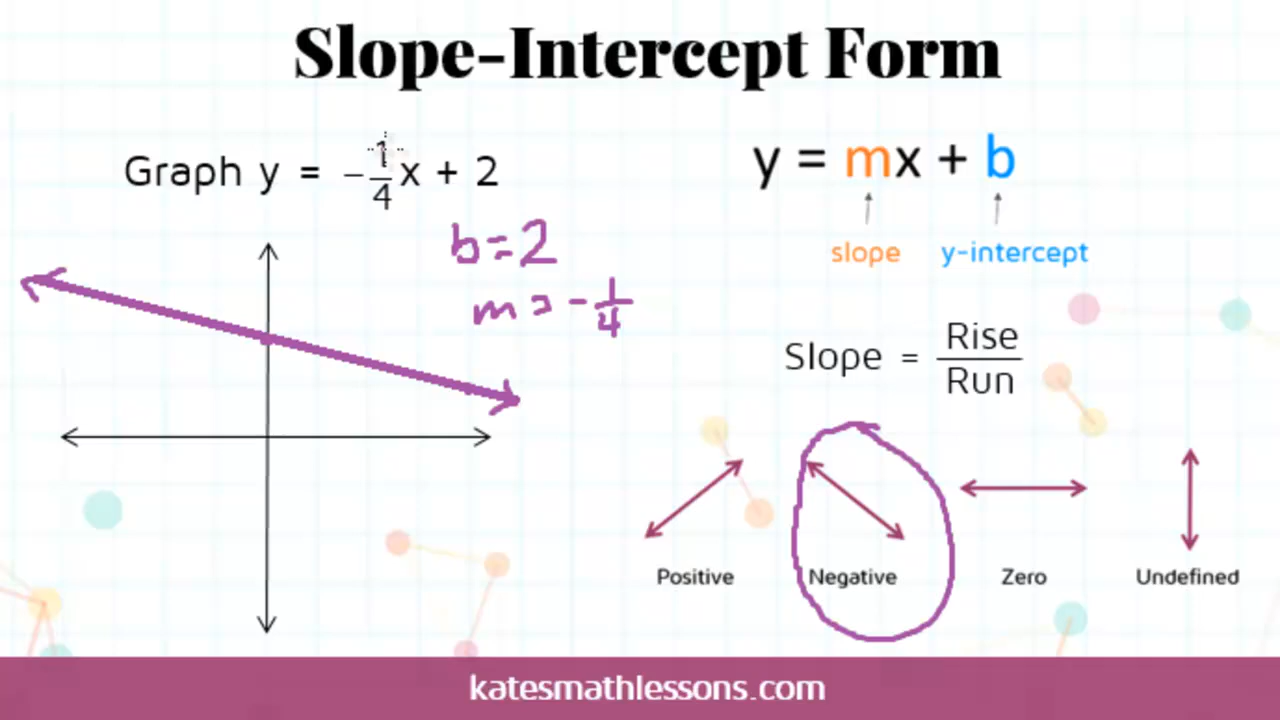 Slope-Intercept Form
Graph y = -1/4 x + 2
b=2
m = -1/4
y = mx + b
slope
y-intercept
Slope = Rise/Run
Positive
Negative
Zero
Undefined
katesmathlessons.com